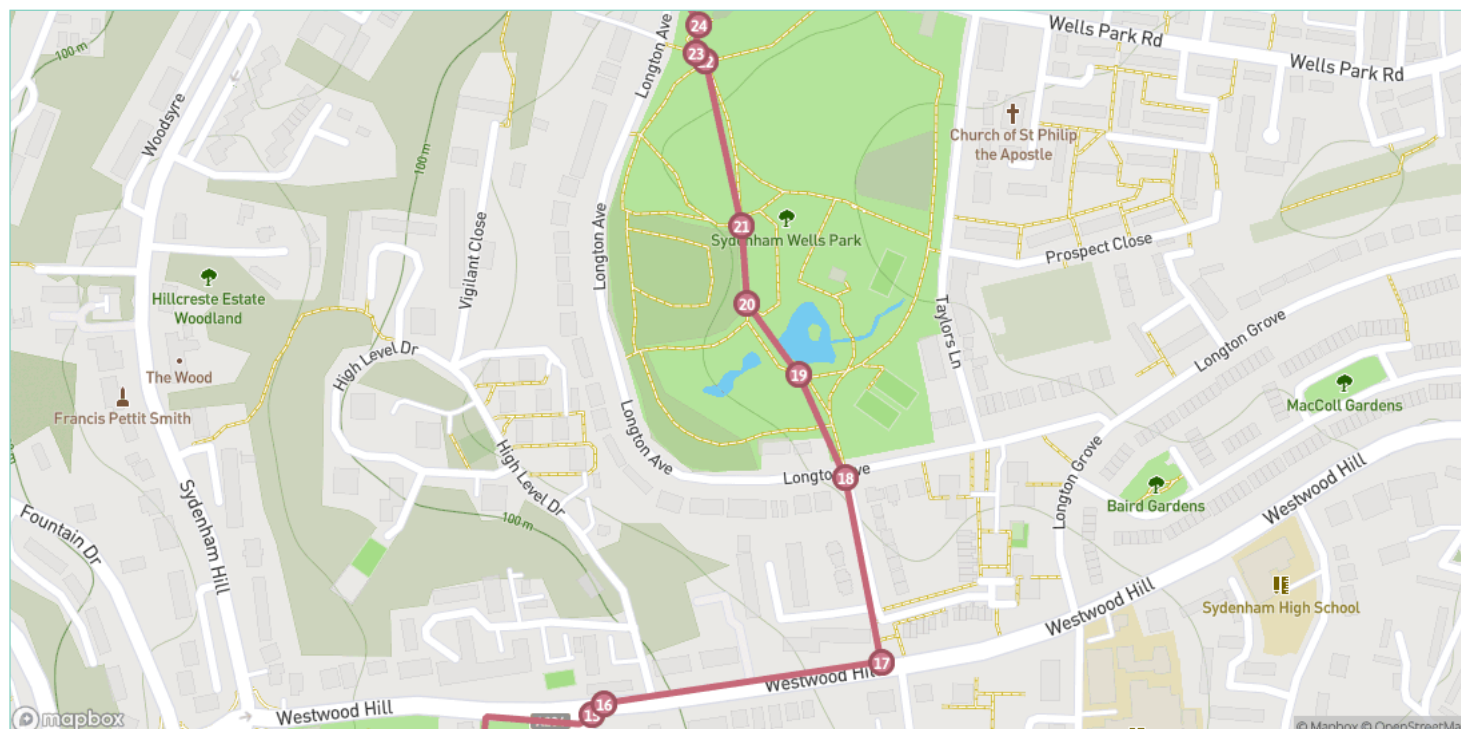 24
23
22
Longton Ave
Wells Park Rd
Wells Park Rd
100 m
Woodsyre
100 m
Church of St Philip
the Apostle
Longton Ave
Vigilant Close
21
Sydenham Wells Park
Prospect Close
Hillcreste Estate
Woodland
20
Taylors Ln
Longton Grove
High Level Dr
The Wood
19
Francis Pettit Smith
MacColl Gardens
Longton Ave
Longton Grove
High Level Dr
Longton Ave
18
Baird Gardens
Westwood Hill
100 m
Sydenham Hill
Fountain Dr
Westwood Hill
Sydenham High School
17
Westwood Hill
16
15
Westwood Hill
mapbox
© Mapbox © OpenStreetMa